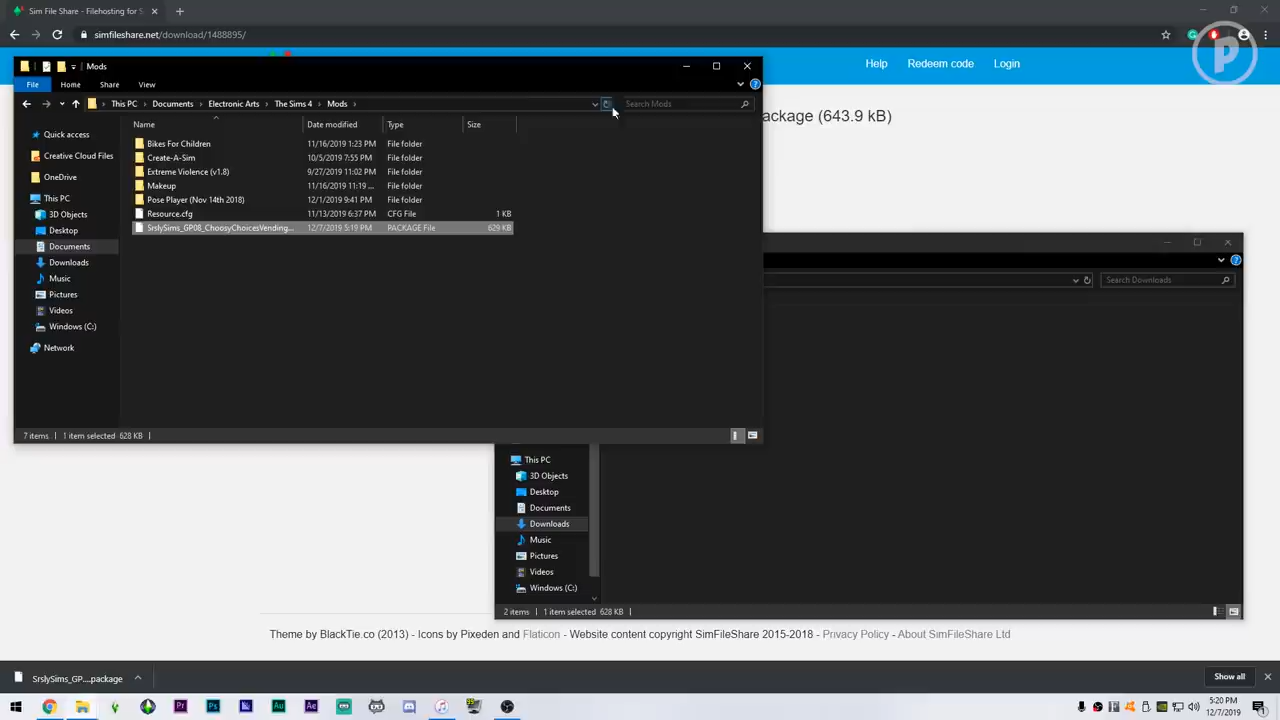 Sim File Share - Filehosting for S
simfileshare.net/download/1488895/
P
Help Redeem code Login
ackage (643.9 kB)
Mods
File Home Share View
This PC > Documents > Electronic Arts > The Sims 4 > Mods >
Search Mods
Name Date modified Type Size
Quick access
Creative Cloud Files
OneDrive
This PC
3D Objects
Desktop
Documents
Downloads
Music
Pictures
Videos
Windows (C:)
Network
Bikes For Children 11/16/2019 1:23 PM File folder
Create-A-Sim 10/5/2019 7:55 PM File folder
Extreme Violence (v1.8) 9/27/2019 11:02 PM File folder
Makeup 11/16/2019 11:19 ... File folder
Pose Player (Nov 14th 2018) 12/1/2019 9:41 PM File folder
Resource.cfg 11/13/2019 6:37 PM CFG File 1 KB
SrslySims_GP08_ChoosyChoicesVending... 12/7/2019 5:19 PM PACKAGE File 629 KB
7 items 1 item selected 628 KB
Search Downloads
This PC
3D Objects
Desktop
Documents
Downloads
Music
Pictures
Videos
Windows (C:)
2 items 1 item selected 628 KB
Theme by BlackTie.co (2013) - Icons by Pixeden and Flaticon - Website content copyright SimFileShare 2015-2018 - Privacy Policy - About SimFileShare Ltd
SrslySims_GP....package
Show all
Pr Ps Au Ae
5:20 PM
12/7/2019